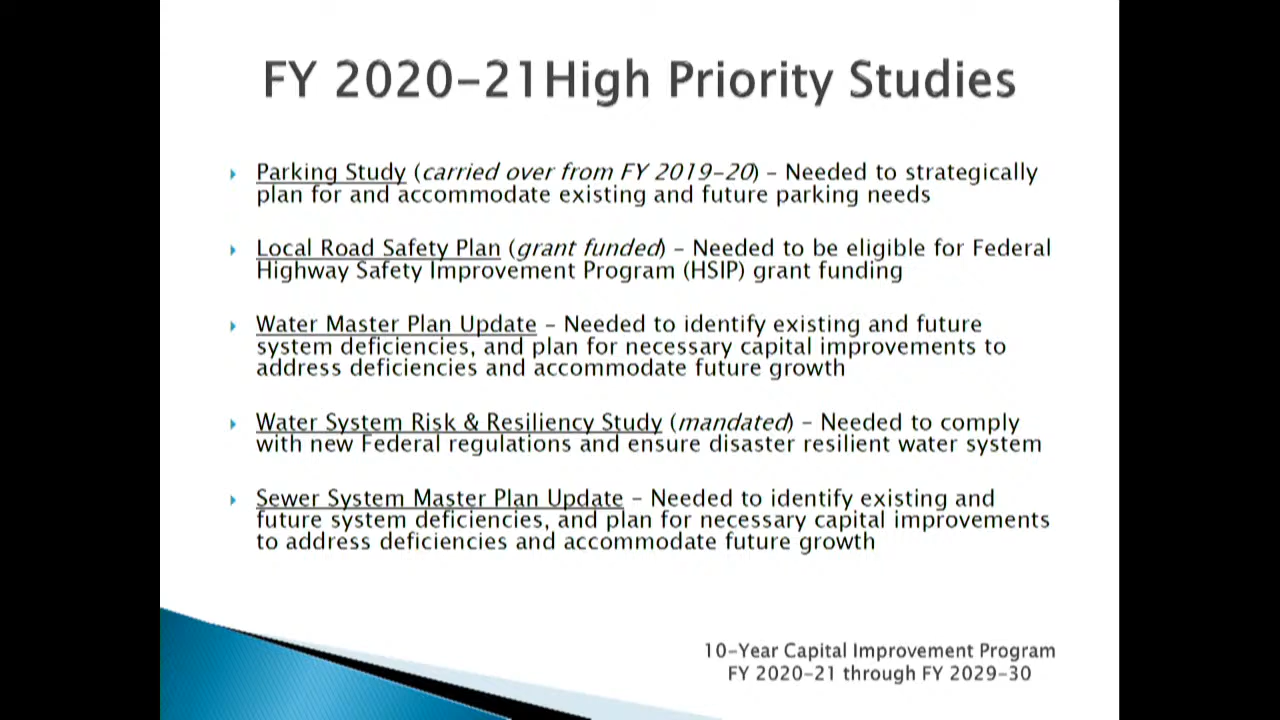 FY 2020-21High Priority Studies
Parking Study (carried over from FY 2019-20) - Needed to strategically
plan for and accommodate existing and future parking needs
Local Road Safety Plan (grant funded) - Needed to be eligible for Federal
Highway Safety Improvement Program (HSIP) grant funding
Water Master Plan Update - Needed to identify existing and future
system deficiencies, and plan for necessary capital improvements to
address deficiencies and accommodate future growth
Water System Risk & Resiliency Study (mandated) - Needed to comply
with new Federal regulations and ensure disaster resilient water system
Sewer System Master Plan Update - Needed to identify existing and
future system deficiencies, and plan for necessary capital improvements
to address deficiencies and accommodate future growth
10-Year Capital Improvement Program
FY 2020-21 through FY 2029-30